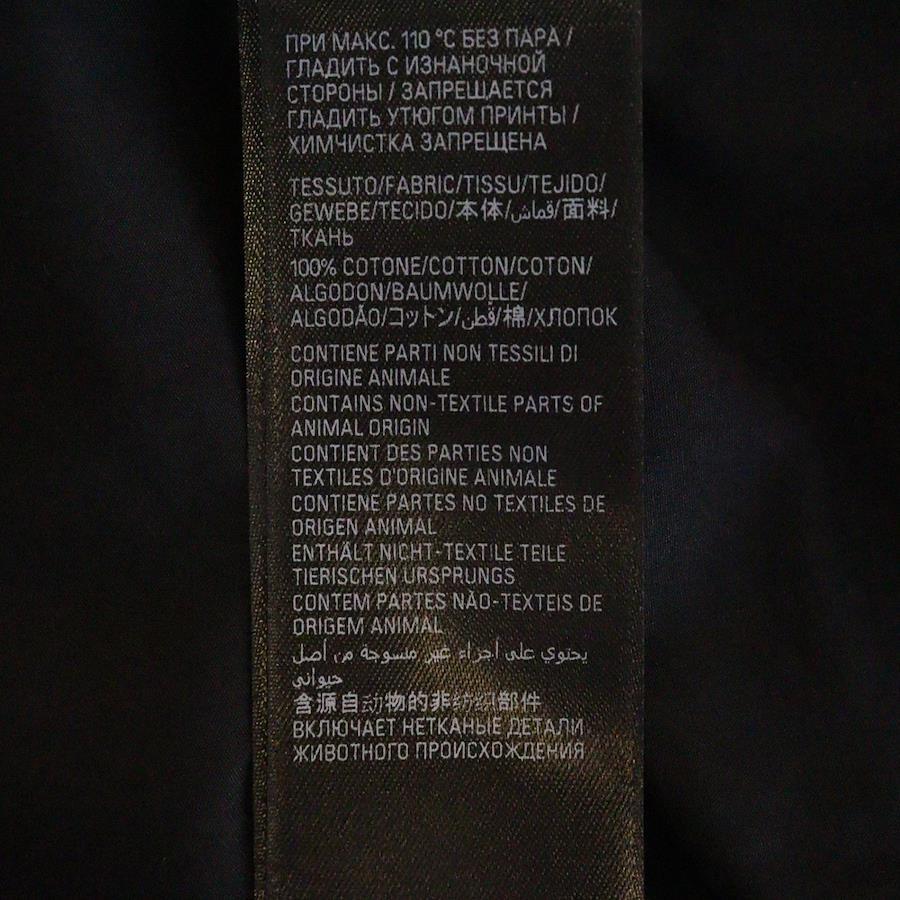 ПРИ МАКС. 110 °C БЕЗ ПАРА /
ГЛАДИТЬ С ИЗНАНОЧНОЙ
СТОРОНЫ / ЗАПРЕЩАЕТСЯ
ГЛАДИТЬ УТЮГОМ ПРИНТЫ /
ХИМЧИСТКА ЗАПРЕЩЕНА
TESSUTO/FABRIC/TISSU/TEJIDO/
GEWEBE/TECIDO/本体/قماش/面料/
ТКАНЬ
100% COTONE/COTTON/COTON/
ALGODON/BAUMWOLLE/
ALGODÃO/コットン/قطن/棉/ХЛОПОК
CONTIENE PARTI NON TESSILI DI
ORIGINE ANIMALE
CONTAINS NON-TEXTILE PARTS OF
ANIMAL ORIGIN
CONTIENT DES PARTIES NON
TEXTILES D'ORIGINE ANIMALE
CONTIENE PARTES NO TEXTILES DE
ORIGEN ANIMAL
ENTHÄLT NICHT-TEXTILE TEILE
TIERISCHEN URSPRUNGS
CONTEM PARTES NÃO-TEXTEIS DE
ORIGEM ANIMAL
يحتوي على أجزاء غير منسوجة من أصل
حيواني
含源自动物的非纺织部件
ВКЛЮЧАЕТ НЕТКАНЫЕ ДЕТАЛИ
ЖИВОТНОГО ПРОИСХОЖДЕНИЯ